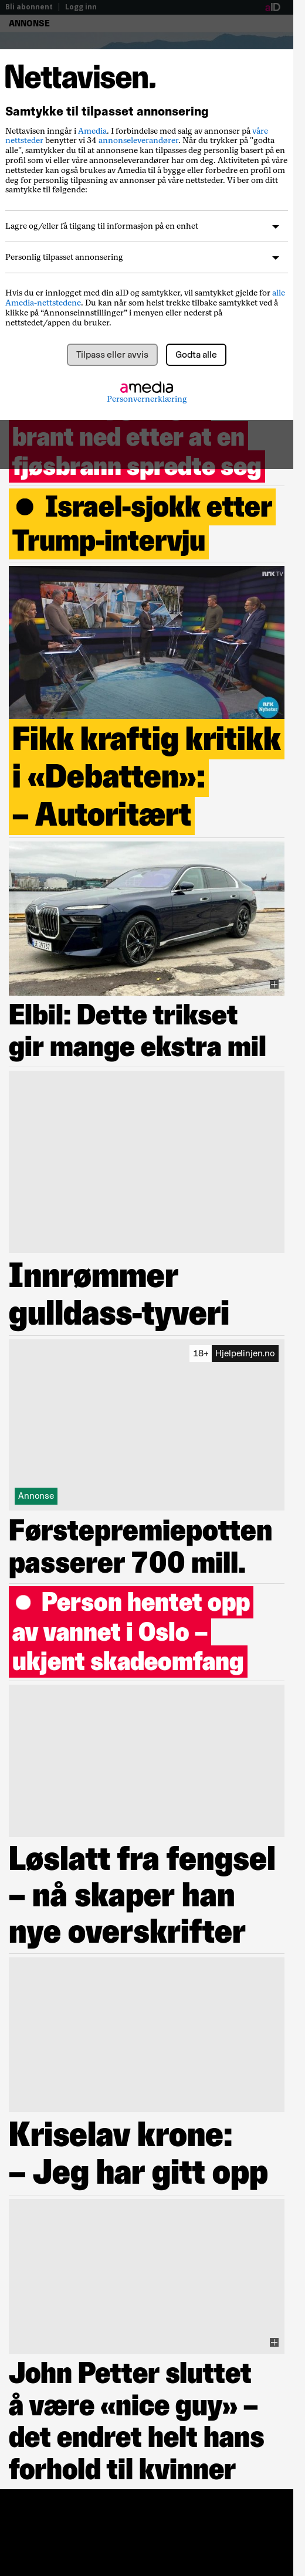 Bli abonnent | Logg inn
aID
ANNONSE
Nettavisen.
Samtykke til tilpasset annonsering
Nettavisen inngår i Amedia. I forbindelse med salg av annonser på våre
nettsteder benytter vi 34 annonseleverandører. Når du trykker på "godta
alle", samtykker du til at annonsene kan tilpasses deg personlig basert på en
profil som vi eller våre annonseleverandører har om deg. Aktiviteten på våre
nettsteder kan også brukes av Amedia til å bygge eller forbedre en profil om
deg for personlig tilpasning av annonser på våre nettsteder. Vi ber om ditt
samtykke til følgende:
Lagre og/eller få tilgang til informasjon på en enhet
Personlig tilpasset annonsering
Hvis du er innlogget med din aID og samtykker, vil samtykket gjelde for alle
Amedia-nettstedene. Du kan når som helst trekke tilbake samtykket ved å
klikke på “Annonseinnstillinger” i menyen eller nederst på
nettstedet/appen du bruker.
Tilpass eller avvis
Godta alle
amedia
Personvernerklæring
brant ned etter at en
fjøsbrann spredte seg
Israel-sjokk etter
Trump-intervju
NRK TV
NRK
Nyheter
Fikk kraftig kritikk
i «Debatten»:
– Autoritært
Elbil: Dette trikset
gir mange ekstra mil
Innrømmer
gulldass-tyveri
18+ Hjelpelinjen.no
Annonse
Førstepremiepotten
passerer 700 mill.
Person hentet opp
av vannet i Oslo –
ukjent skadeomfang
Løslatt fra fengsel
– nå skaper han
nye overskrifter
Kriselav krone:
– Jeg har gitt opp
John Petter sluttet
å være «nice guy» –
det endret helt hans
forhold til kvinner